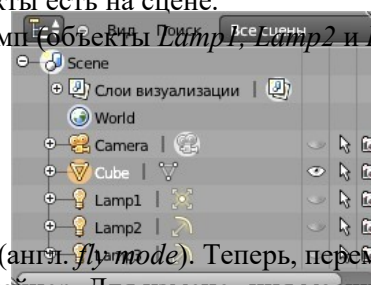 кты есть на сцене.
Вид Поиск Все сцены
мп (объекты Lamp1, Lamp2 и
Scene
Слои визуализации |
World
Camera |
Cube |
Lamp1 |
Lamp2 |
(англ. fly mode). Теперь, перем